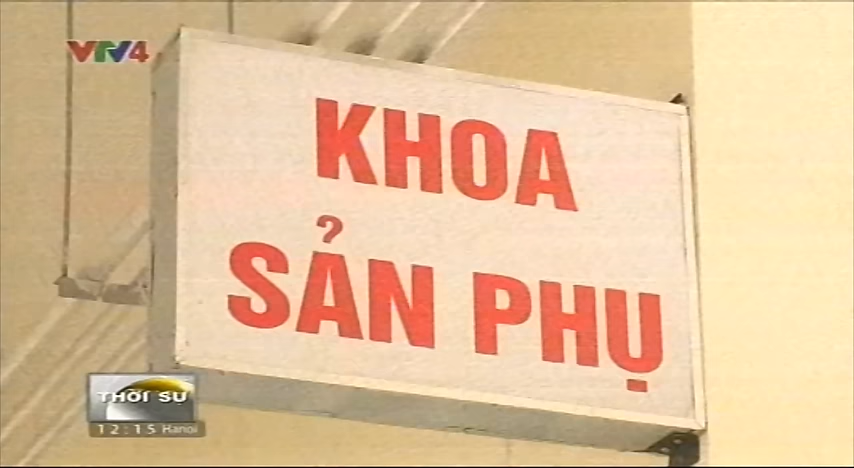 VTV4
KHOA
SẢN PHỤ
THỜI SỰ
12:15 Hanoi